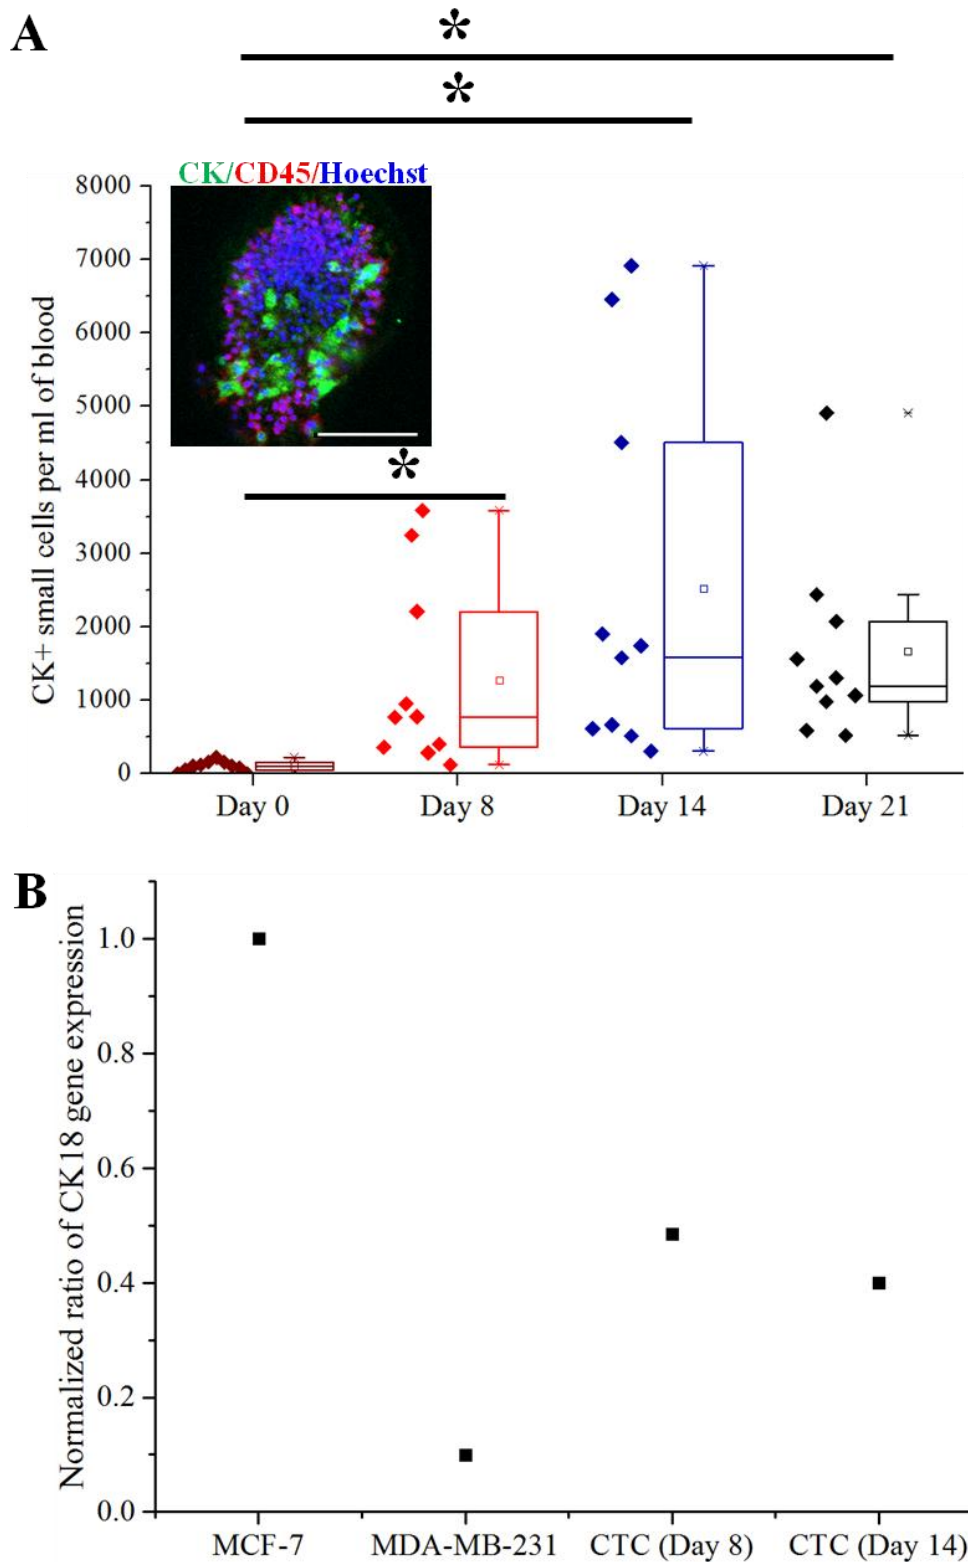 A
*
*
CK/CD45/Hoechst
CK+ small cells per ml of blood
8000
7000
6000
5000
4000
3000
2000
1000
0
*
Day 0 Day 8 Day 14 Day 21
B
Normalized ratio of CK18 gene expression
1.0
0.8
0.6
0.4
0.2
0.0
MCF-7 MDA-MB-231 CTC (Day 8) CTC (Day 14)